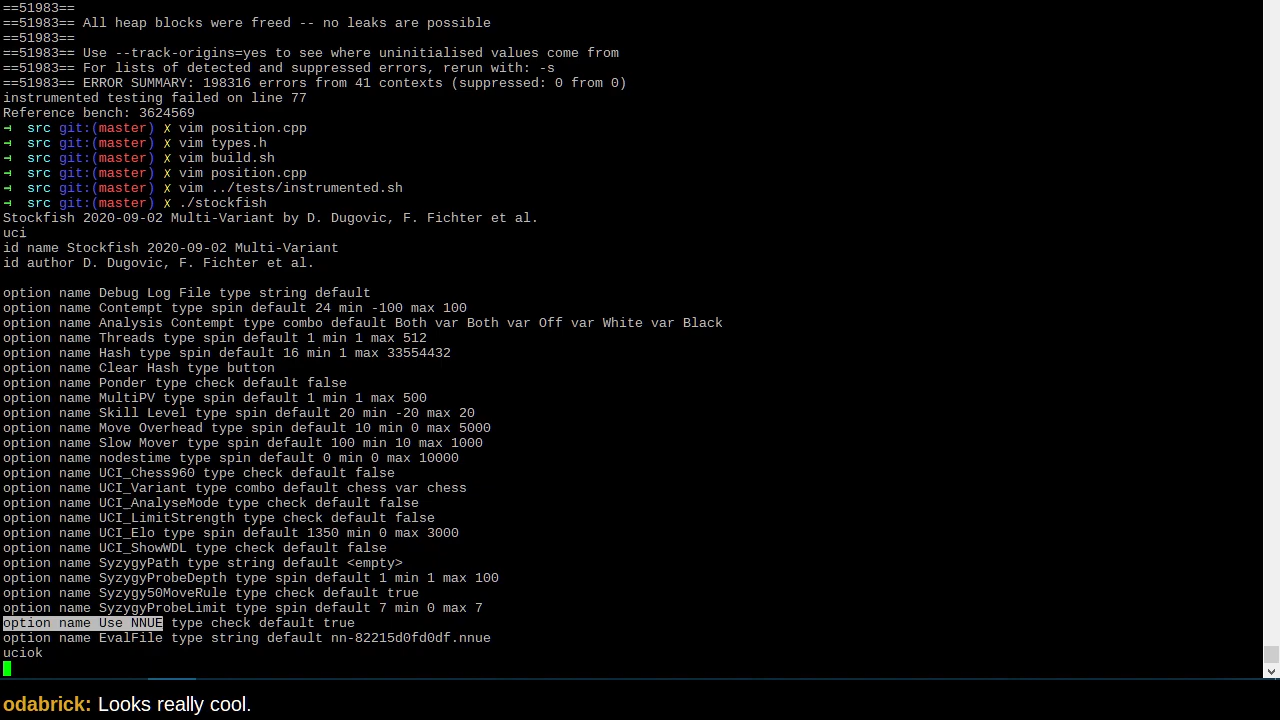 ==51983==
==51983== All heap blocks were freed -- no leaks are possible
==51983==
==51983== Use --track-origins=yes to see where uninitialised values come from
==51983== For lists of detected and suppressed errors, rerun with: -s
==51983== ERROR SUMMARY: 198316 errors from 41 contexts (suppressed: 0 from 0)
instrumented testing failed on line 77
Reference bench: 3624569
src git:(master) ✗ vim position.cpp
src git:(master) ✗ vim types.h
src git:(master) ✗ vim build.sh
src git:(master) ✗ vim position.cpp
src git:(master) ✗ vim ../tests/instrumented.sh
src git:(master) ✗ ./stockfish
Stockfish 2020-09-02 Multi-Variant by D. Dugovic, F. Fichter et al.
uci
id name Stockfish 2020-09-02 Multi-Variant
id author D. Dugovic, F. Fichter et al.
option name Debug Log File type string default
option name Contempt type spin default 24 min -100 max 100
option name Analysis Contempt type combo default Both var Both var Off var White var Black
option name Threads type spin default 1 min 1 max 512
option name Hash type spin default 16 min 1 max 33554432
option name Clear Hash type button
option name Ponder type check default false
option name MultiPV type spin default 1 min 1 max 500
option name Skill Level type spin default 20 min -20 max 20
option name Move Overhead type spin default 10 min 0 max 5000
option name Slow Mover type spin default 100 min 10 max 1000
option name nodestime type spin default 0 min 0 max 10000
option name UCI_Chess960 type check default false
option name UCI_Variant type combo default chess var chess
option name UCI_AnalyseMode type check default false
option name UCI_LimitStrength type check default false
option name UCI_Elo type spin default 1350 min 0 max 3000
option name UCI_ShowWDL type check default false
option name SyzygyPath type string default <empty>
option name SyzygyProbeDepth type spin default 1 min 1 max 100
option name Syzygy50MoveRule type check default true
option name SyzygyProbeLimit type spin default 7 min 0 max 7
option name Use NNUE type check default true
option name EvalFile type string default nn-82215d0fd0df.nnue
uciok
odabrick: Looks really cool.